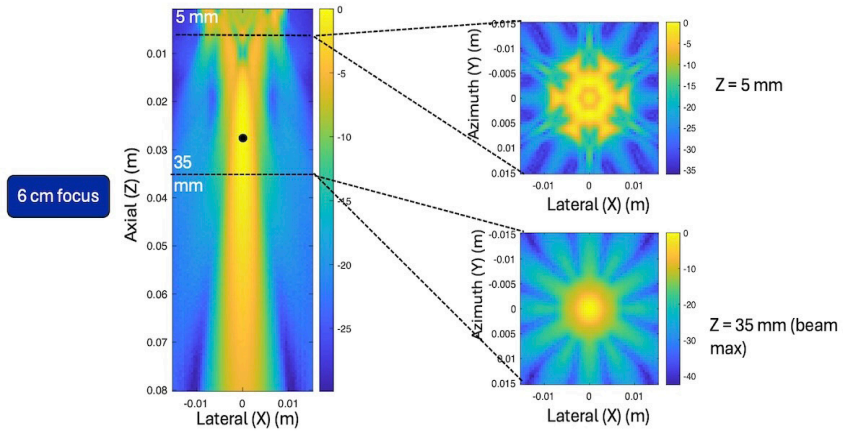 6 cm focus
5 mm
35
mm
Axial (Z) (m)
0.01
0.02
0.03
0.04
0.05
0.06
0.07
0.08
-0.01 0 0.01
Lateral (X) (m)
0
-5
-10
-15
-20
-25
Azimuth (Y) (m)
-0.015
-0.01
-0.005
0
0.005
0.01
0.015
-0.01 0 0.01
Lateral (X) (m)
0
-5
-10
-15
-20
-25
-30
-35
Z = 5 mm
Azimuth (Y) (m)
-0.015
-0.01
-0.005
0
0.005
0.01
0.015
-0.01 0 0.01
Lateral (X) (m)
0
-10
-20
-30
-40
Z = 35 mm (beam
max)